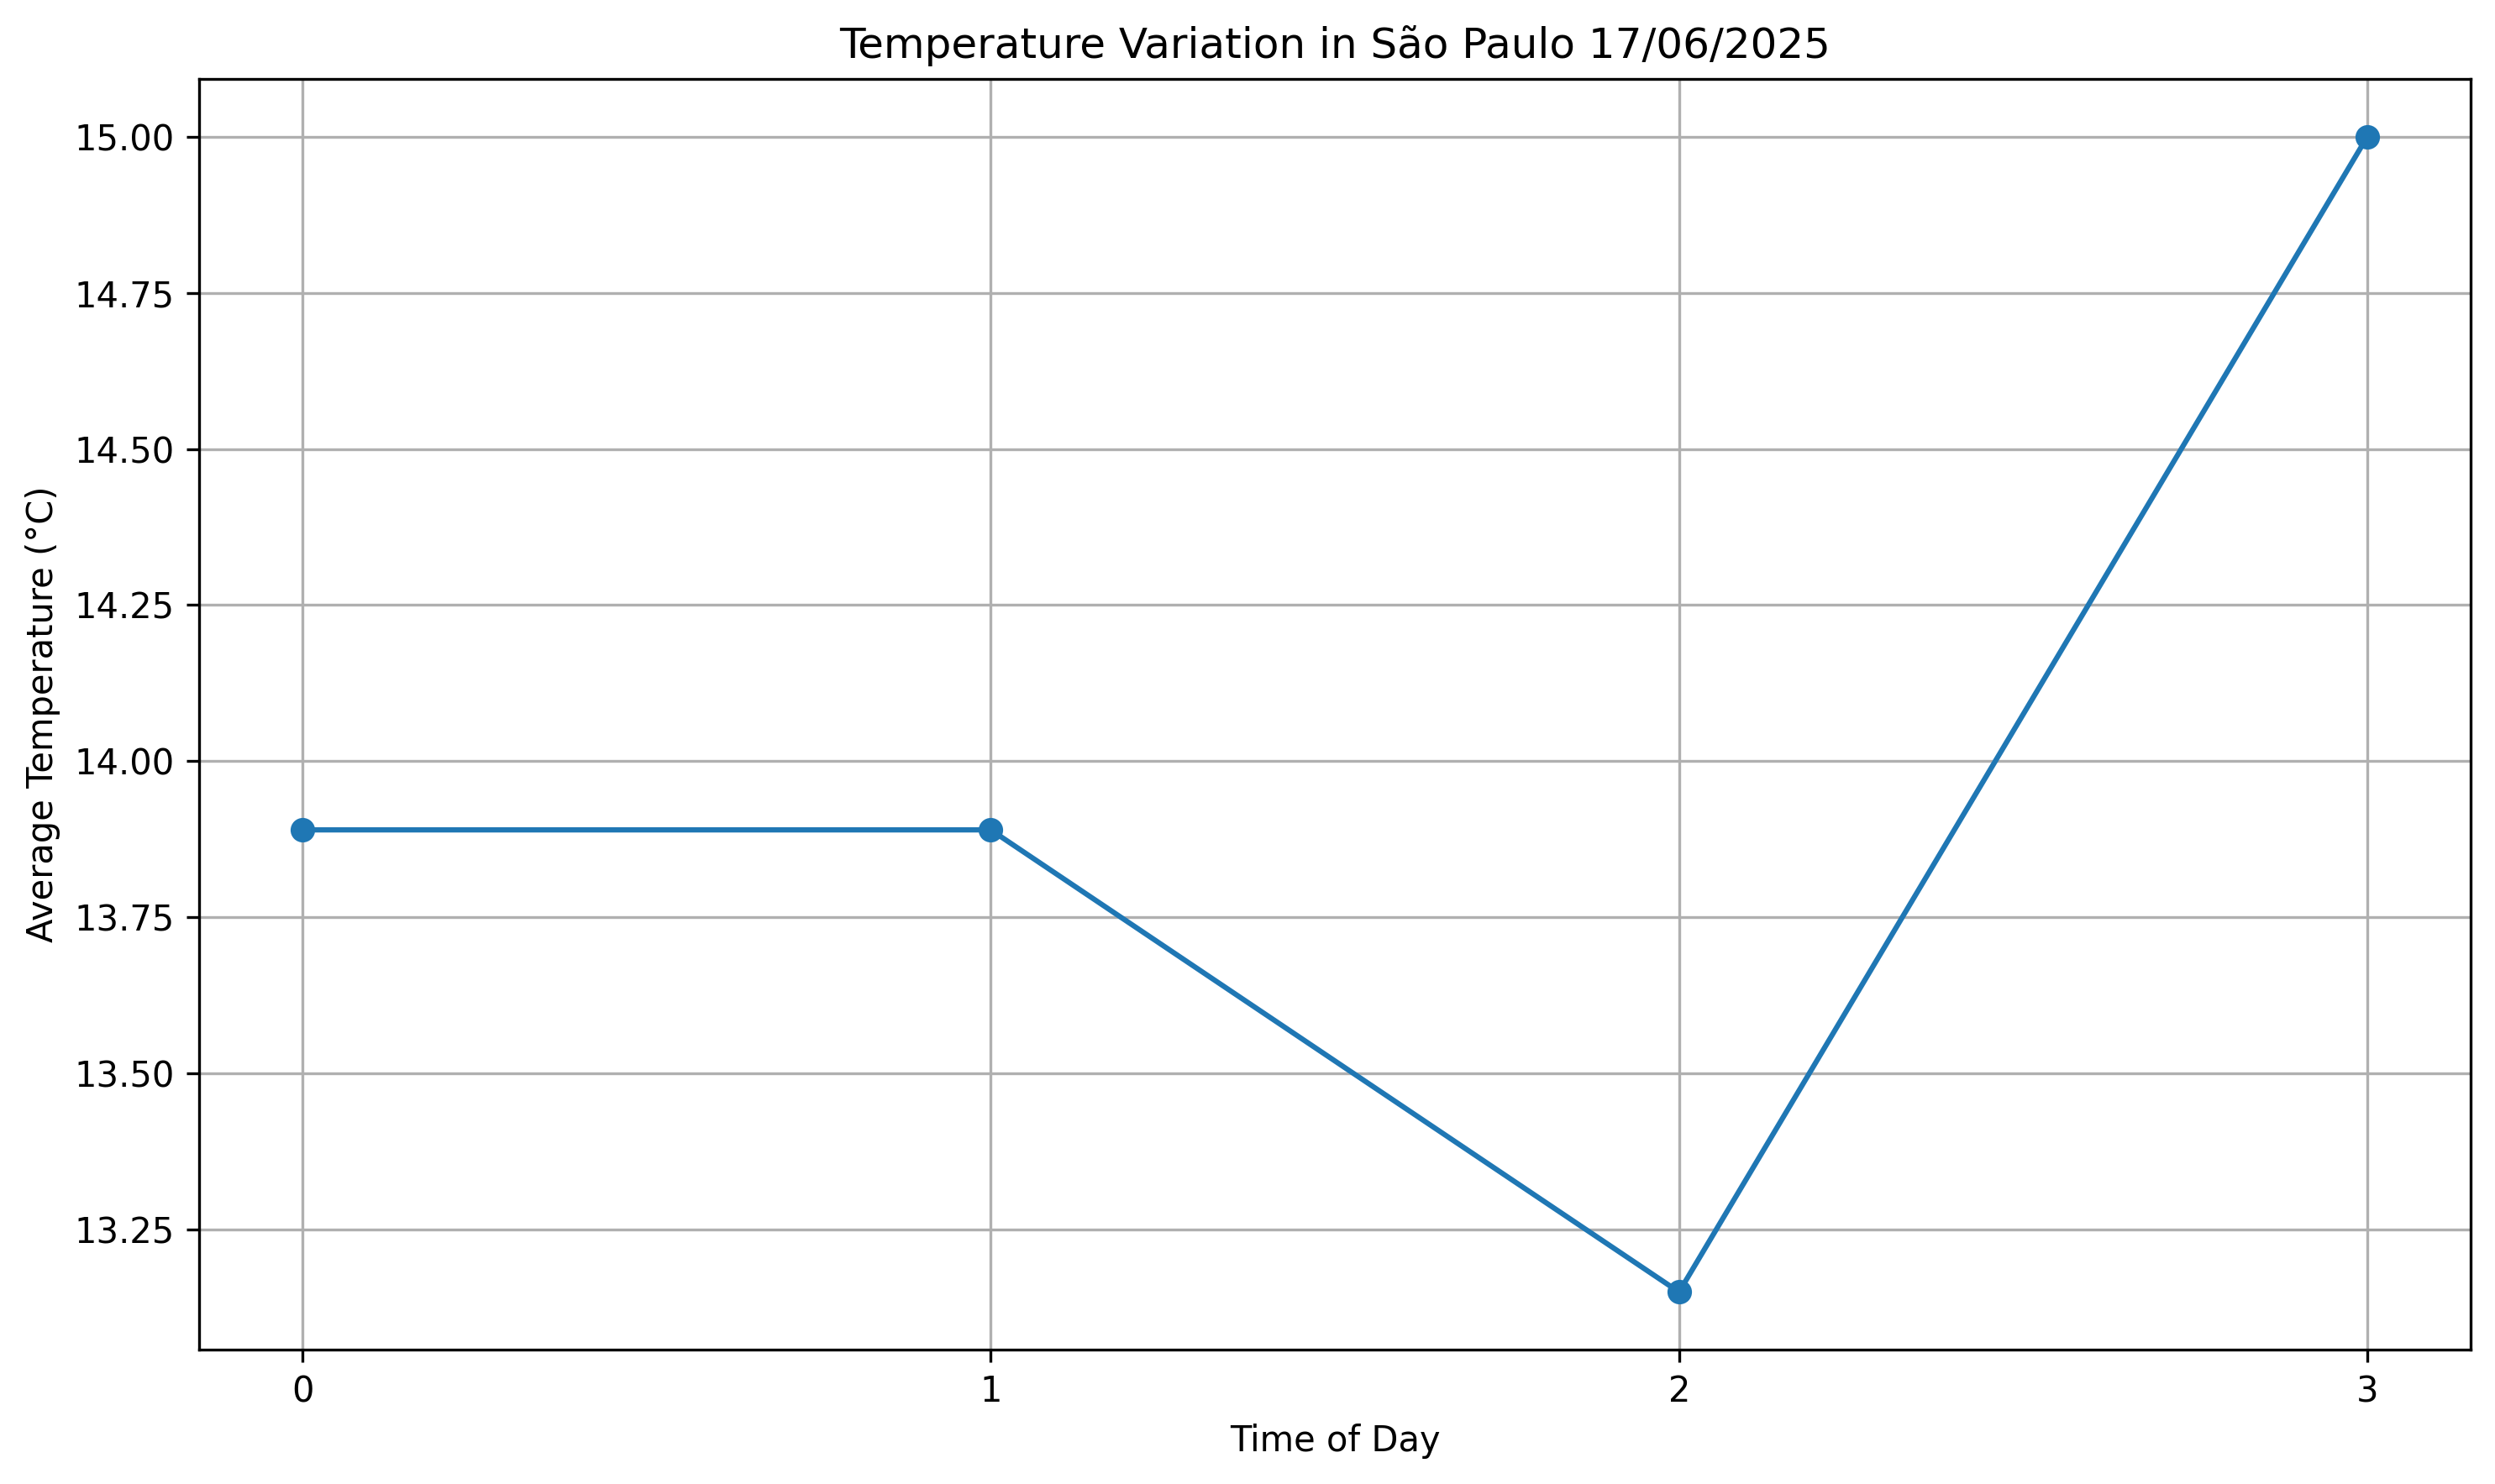 Temperature Variation in São Paulo 17/06/2025
Average Temperature (°C)
15.00
14.75
14.50
14.25
14.00
13.75
13.50
13.25
0 1 2 3
Time of Day